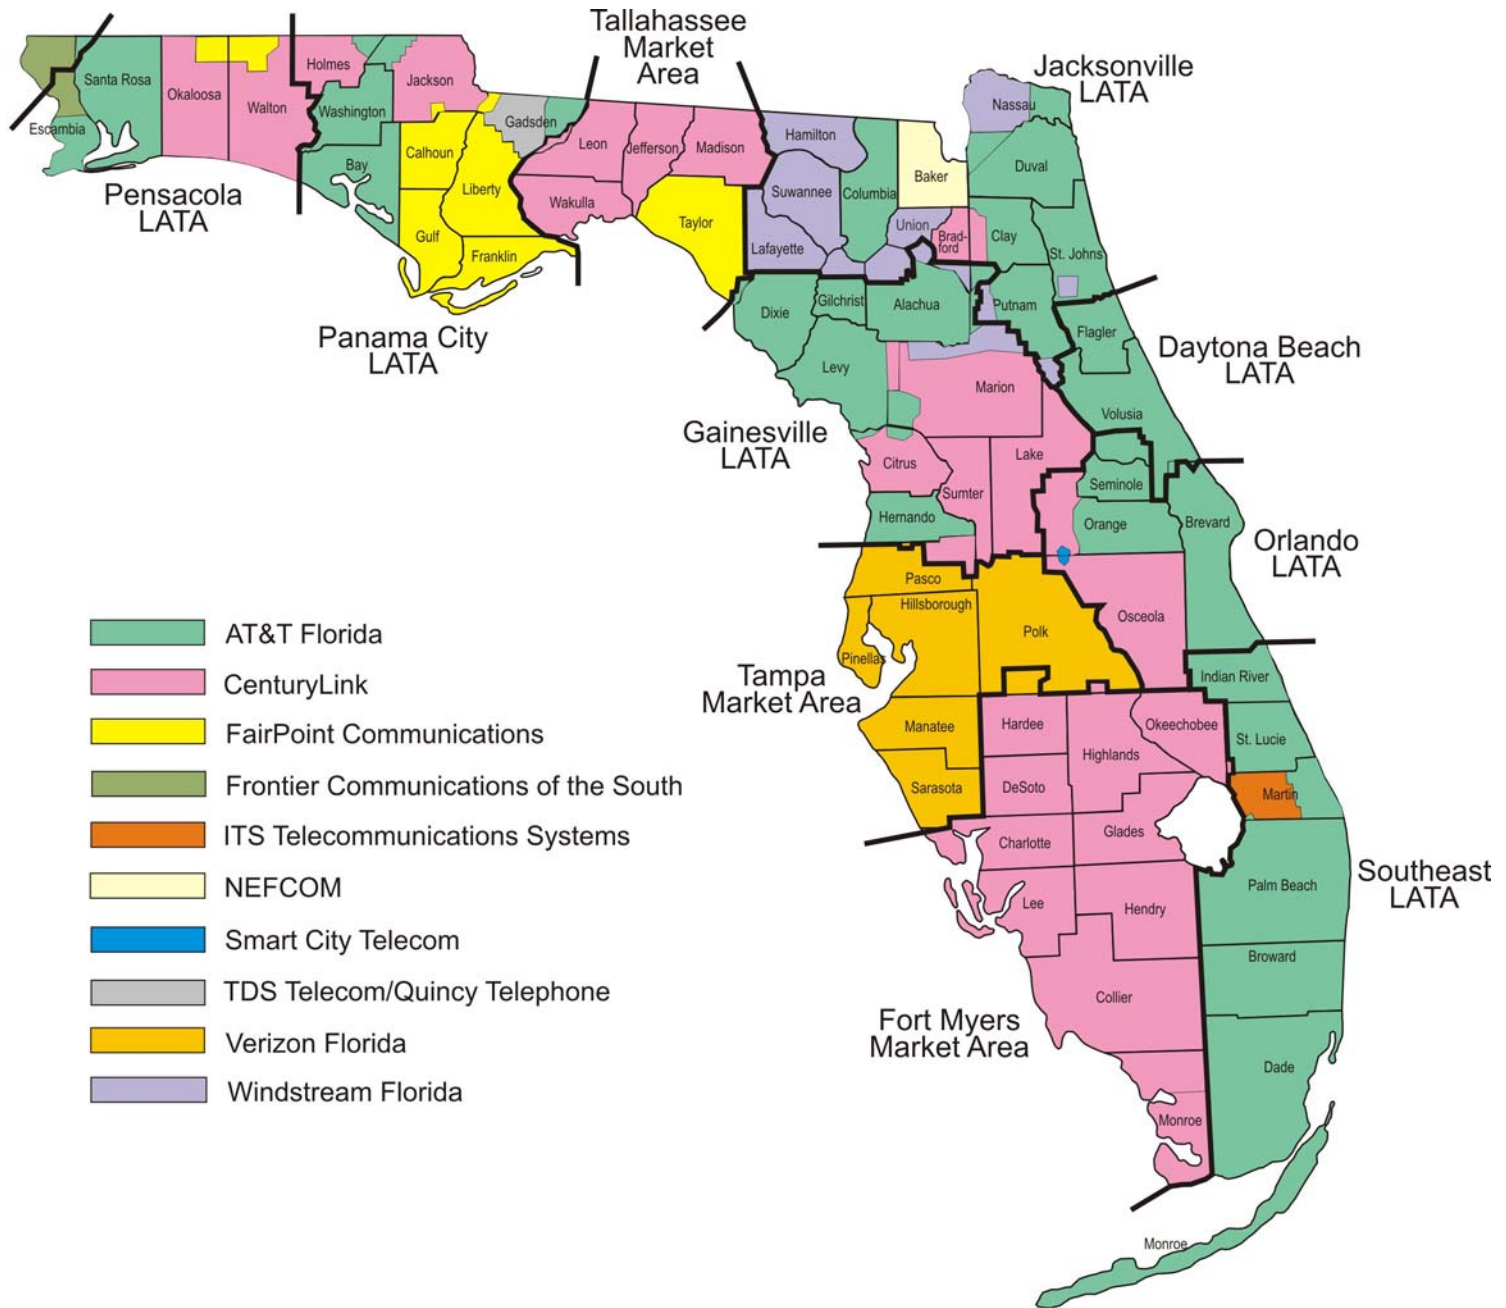 Tallahassee
Market
Area
Jacksonville
LATA
Pensacola
LATA
Panama City
LATA
Gainesville
LATA
Daytona Beach
LATA
Orlando
LATA
Tampa
Market Area
Southeast
LATA
Fort Myers
Market Area
Escambia
Santa Rosa
Okaloosa
Walton
Holmes
Washington
Bay
Jackson
Calhoun
Gulf
Liberty
Franklin
Gadsden
Leon
Wakulla
Jefferson
Madison
Taylor
Hamilton
Suwannee
Lafayette
Columbia
Baker
Nassau
Duval
Union
Brad-
ford
Clay
St. Johns
Dixie
Gilchrist
Alachua
Putnam
Flagler
Levy
Marion
Volusia
Citrus
Sumter
Lake
Seminole
Hernando
Orange
Brevard
Pasco
Hillsborough
Pinellas
Polk
Osceola
Indian River
Manatee
Hardee
Highlands
Okeechobee
St. Lucie
Sarasota
DeSoto
Martin
Charlotte
Glades
Lee
Hendry
Palm Beach
Broward
Collier
Dade
Monroe
Monroe
AT&T Florida
CenturyLink
FairPoint Communications
Frontier Communications of the South
ITS Telecommunications Systems
NEFCOM
Smart City Telecom
TDS Telecom/Quincy Telephone
Verizon Florida
Windstream Florida